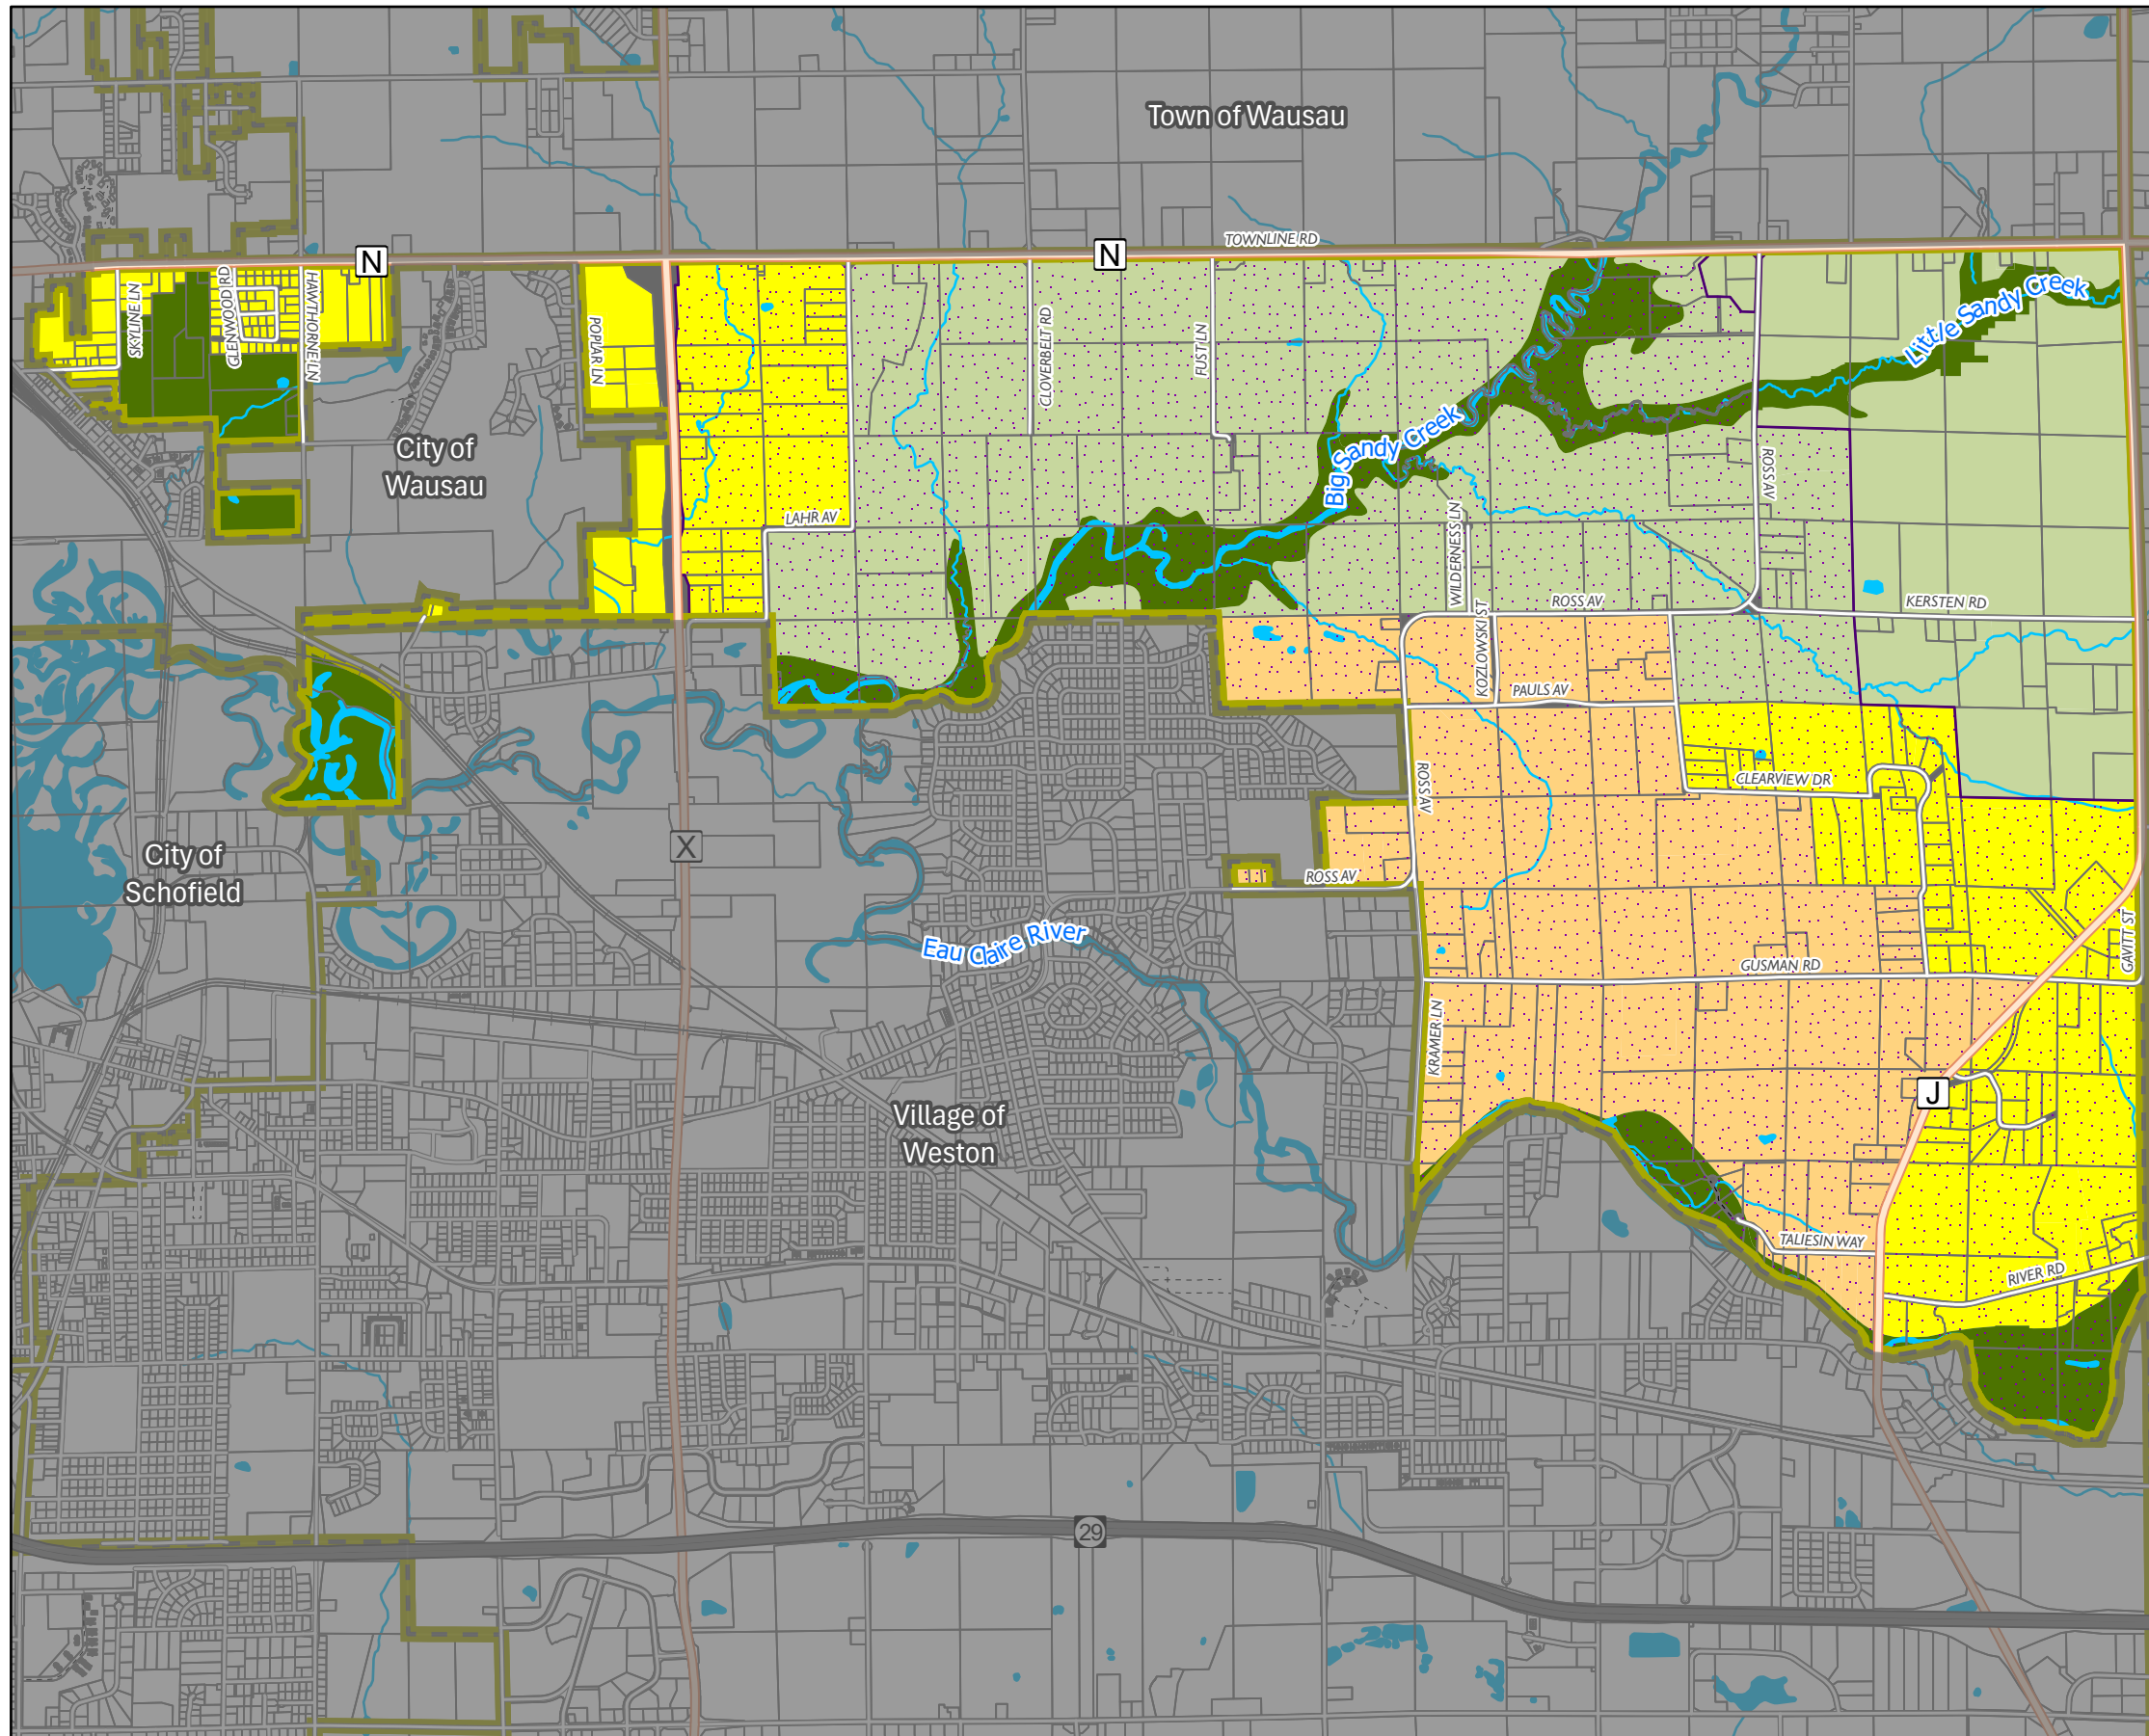 Town of Wausau
TOWNLINE RD
N
N
SKYLINE LN
GLENWOOD RD
HAWTHORNE LN
POPLAR LN
CLOVERBELT RD
FUST LN
Little Sandy Creek
Big Sandy Creek
City of
Wausau
ROSS AV
LAHR AV
WILDERNESS LN
KOZLOWSKI ST
ROSS AV
KERSTEN RD
PAULS AV
CLEARVIEW DR
ROSS AV
X
City of
Schofield
ROSS AV
Eau Claire River
GAVITT ST
GUSMAN RD
KRAMER LN
J
Village of
Weston
TALIESIN WAY
RIVER RD
29